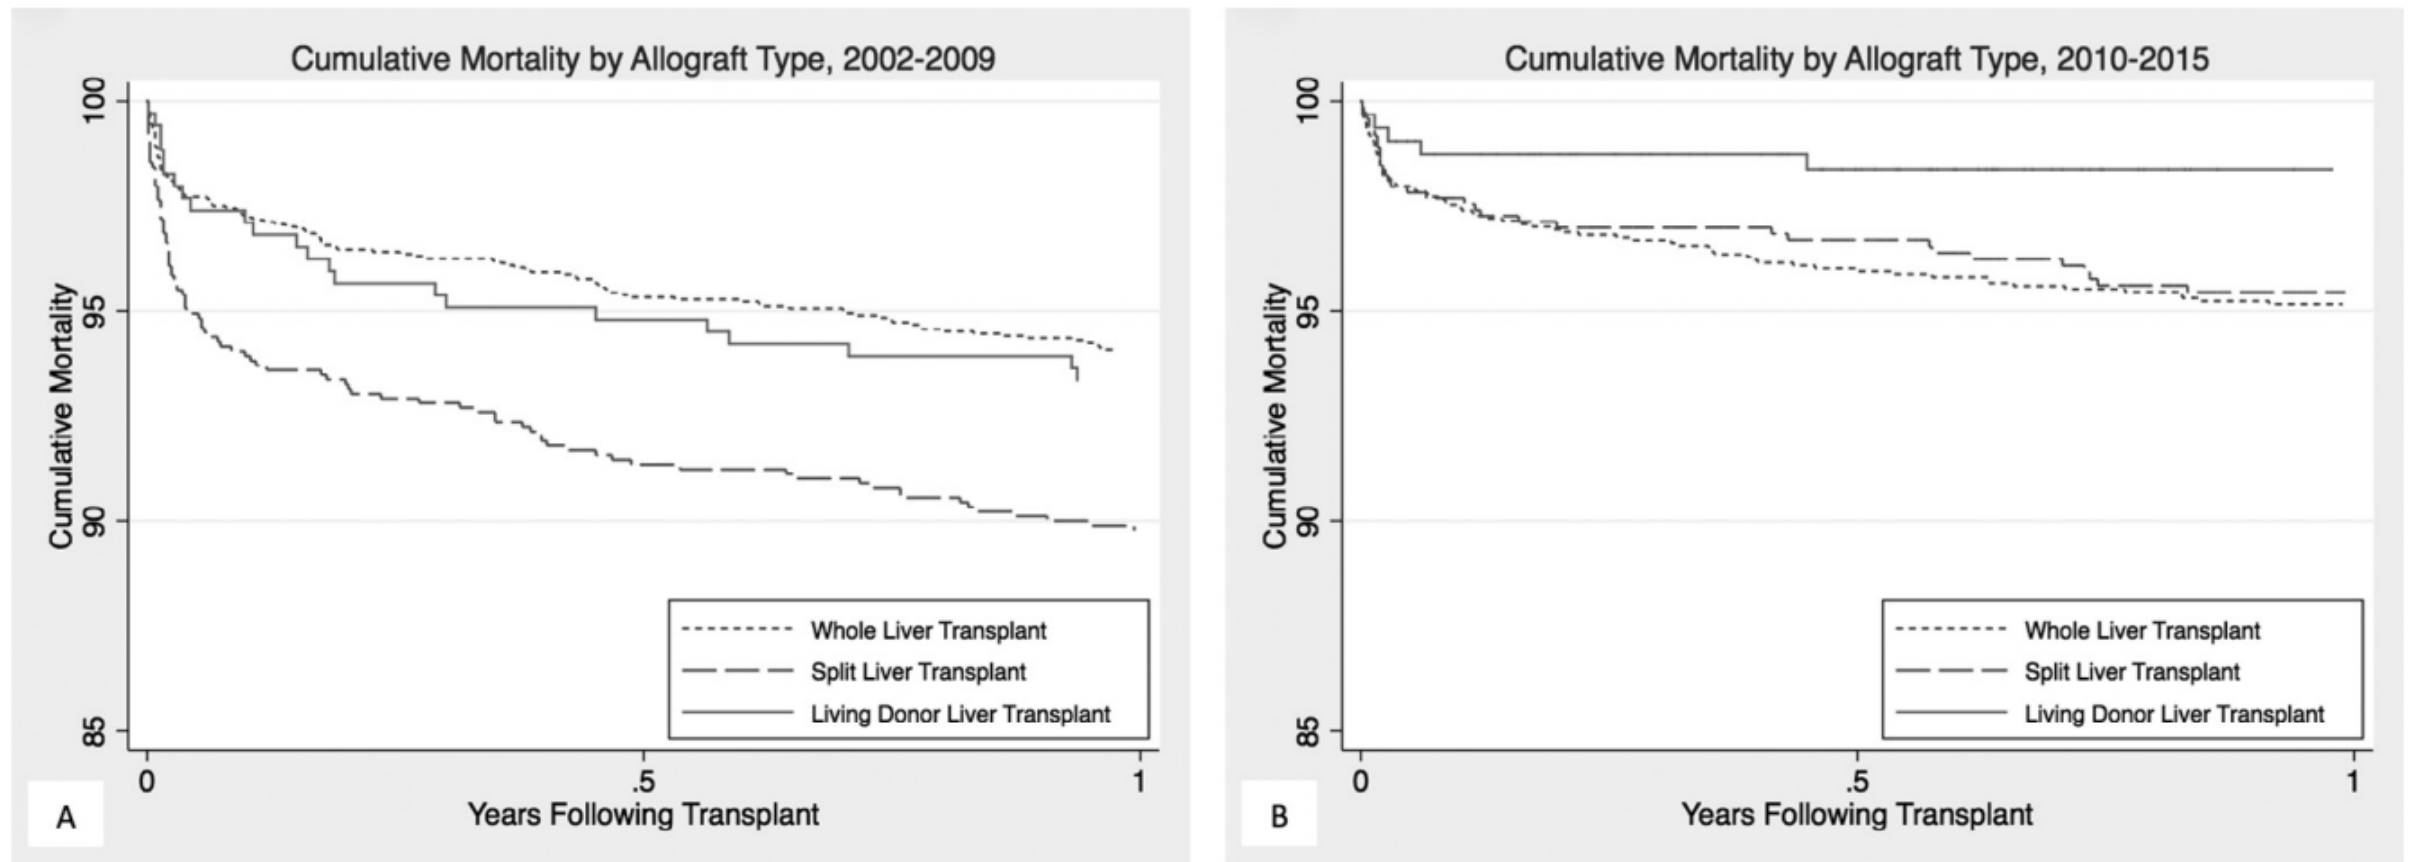 Cumulative Mortality by Allograft Type, 2002-2009
100
95
90
85
Cumulative Mortality
Whole Liver Transplant
Split Liver Transplant
Living Donor Liver Transplant
0 .5 1
Years Following Transplant
A
Cumulative Mortality by Allograft Type, 2010-2015
100
95
90
85
Cumulative Mortality
Whole Liver Transplant
Split Liver Transplant
Living Donor Liver Transplant
0 .5 1
Years Following Transplant
B